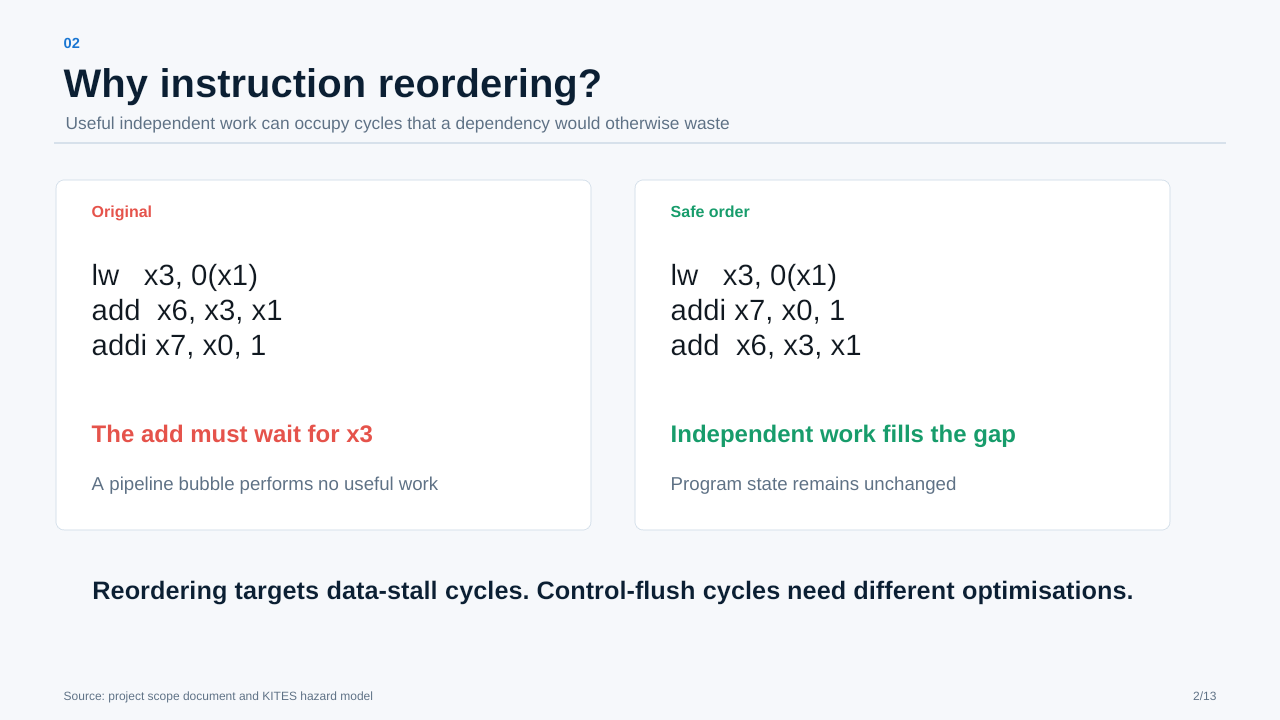 02
Why instruction reordering?
Useful independent work can occupy cycles that a dependency would otherwise waste
Original
lw   x3, 0(x1)
add  x6, x3, x1
addi x7, x0, 1
The add must wait for x3
A pipeline bubble performs no useful work
Safe order
lw   x3, 0(x1)
addi x7, x0, 1
add  x6, x3, x1
Independent work fills the gap
Program state remains unchanged
Reordering targets data-stall cycles. Control-flush cycles need different optimisations.
Source: project scope document and KITES hazard model
2/13